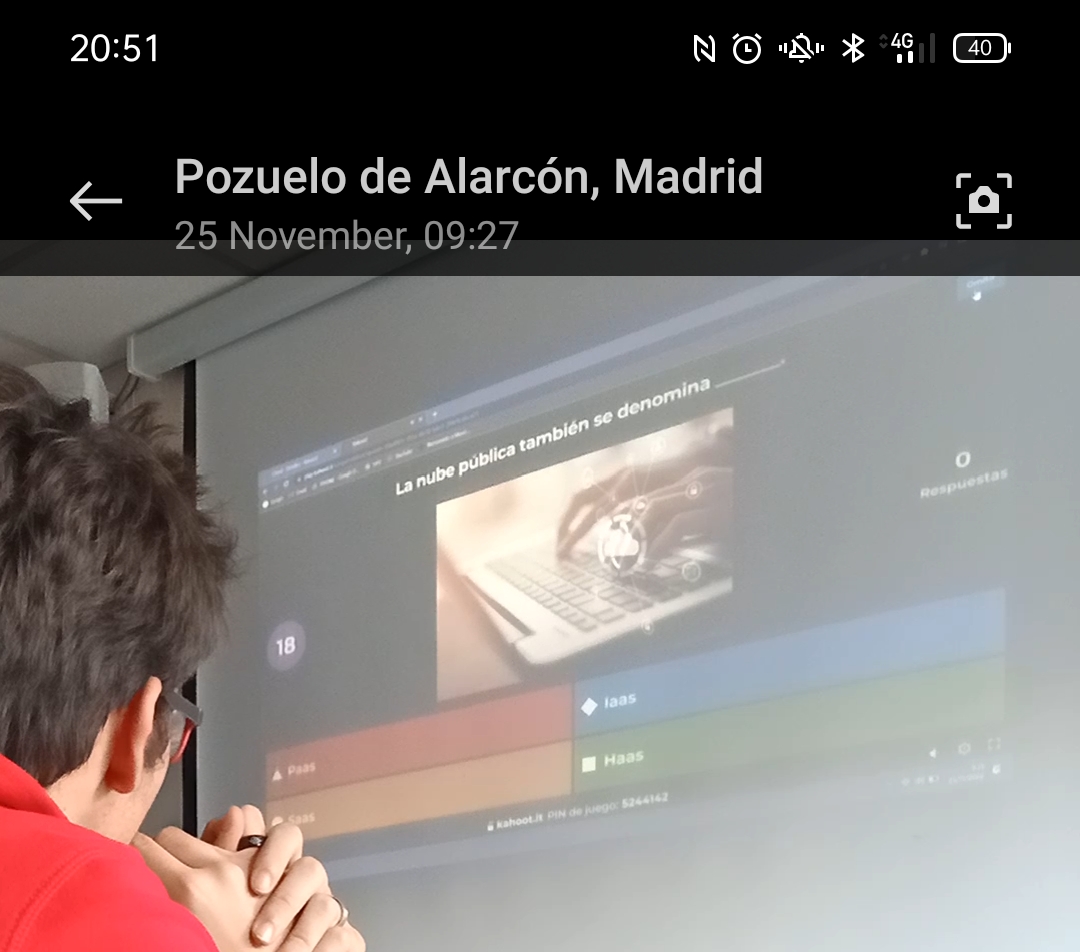 20:51
4G
40
Pozuelo de Alarcón, Madrid
25 November, 09:27
La nube pública también se denomina
0
Respuestas
18
Paas
Iaas
Saas
Haas
kahoot.it PIN de juego: 5244142